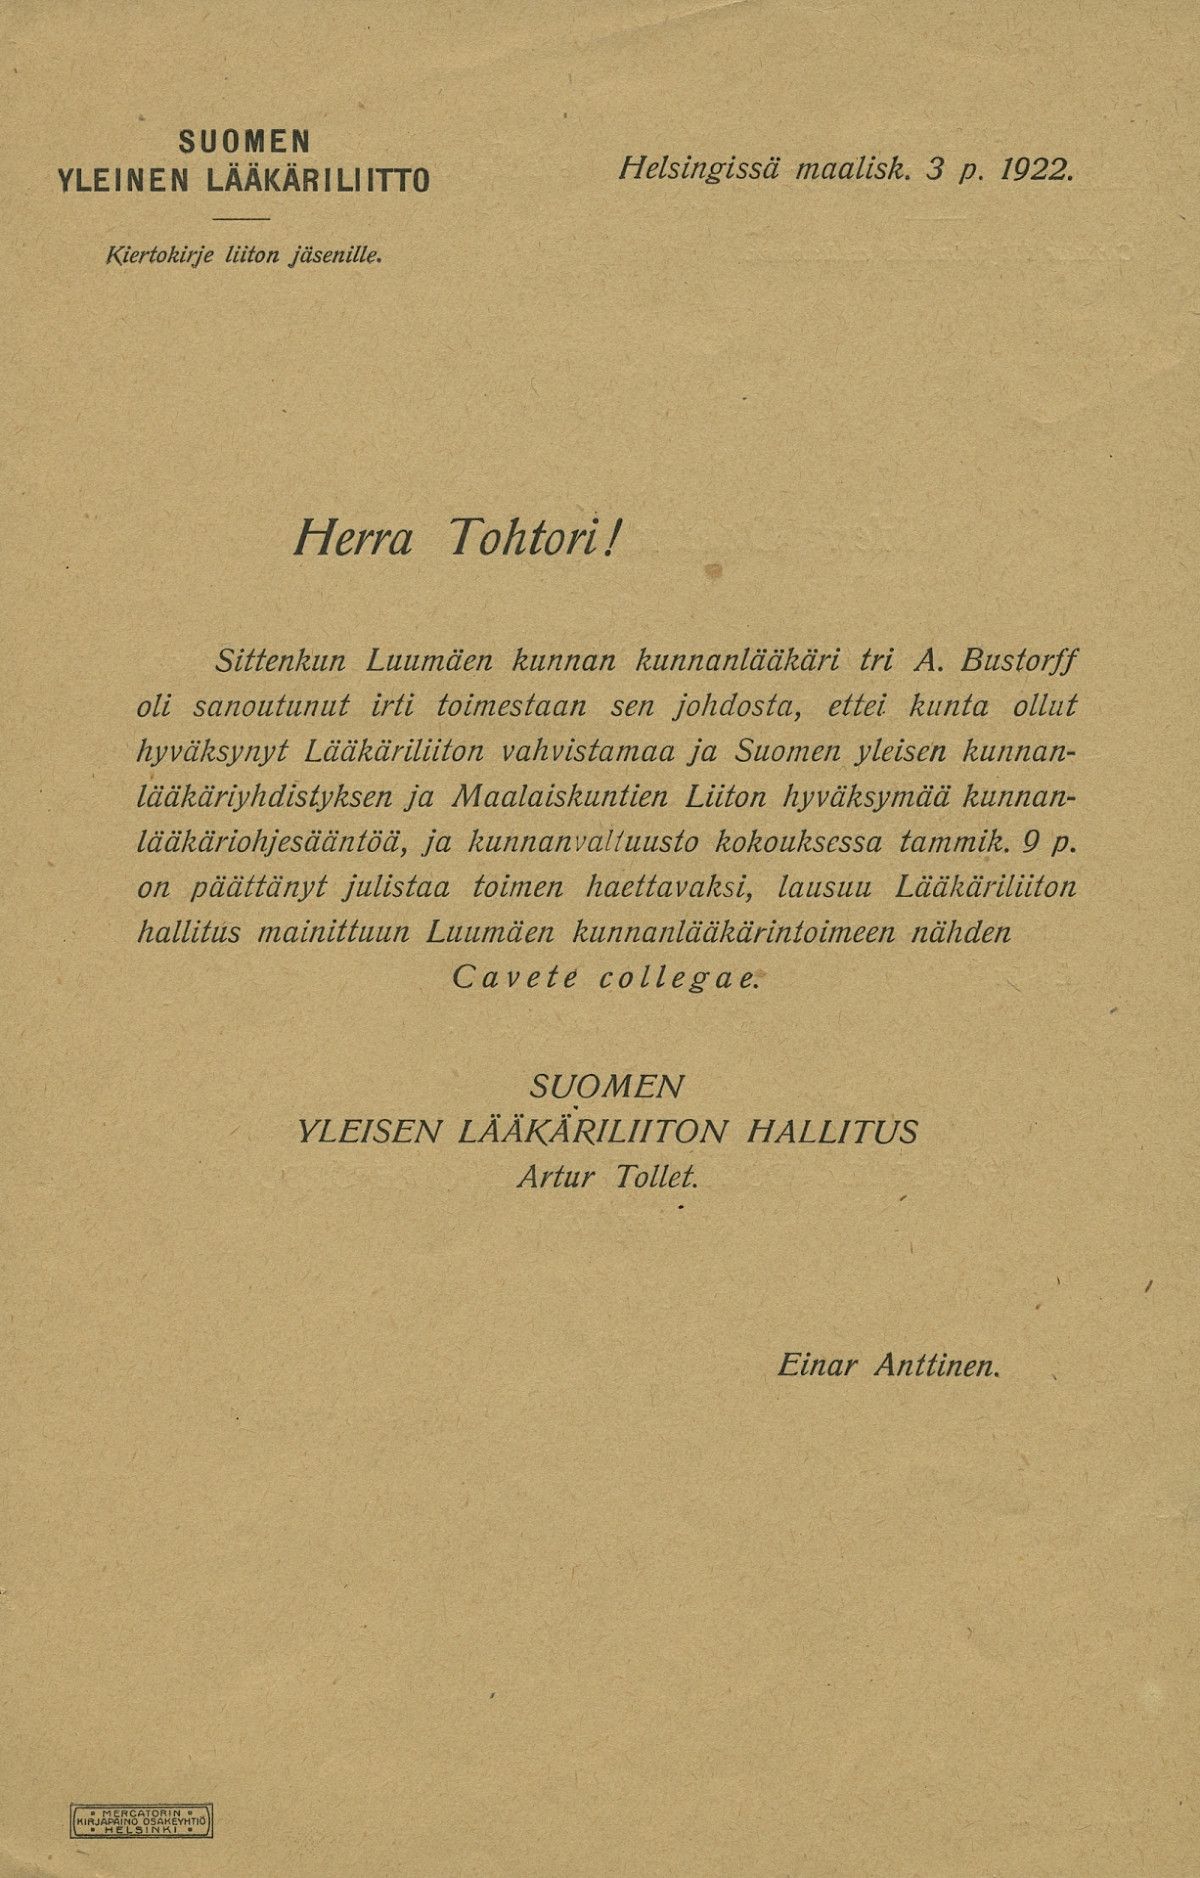 SUOMEN
YLEINEN LÄÄKÄRILIITTO
Kiertokirje liiton jäsenille.
Helsingissä maalisk. 3 p. 1922.
Herra Tohtori!
Sittenkun Luumäen kunnan kunnanlääkäri tri A. Bustorff
oli sanoutunut irti toimestaan sen johdosta, ettei kunta ollut
hyväksynyt Lääkäriliiton vahvistamaa ja Suomen yleisen kunnan-
lääkäriyhdistyksen ja Maalaiskuntien Liiton hyväksymää kunnan-
lääkäriohjesääntöä, ja kunnanvaltuusto kokouksessa tammik. 9 p.
on päättänyt julistaa toimen haettavaksi, lausuu Lääkäriliiton
hallitus mainittuun Luumäen kunnanlääkärintoimeen nähden
Cavete collegae.
SUOMEN
YLEISEN LÄÄKÄRILIITON HALLITUS
Artur Tollet.
Einar Anttinen.
MERCATORIN
KIRJAPAINO OSAKEYHTIÖ
HELSINKI